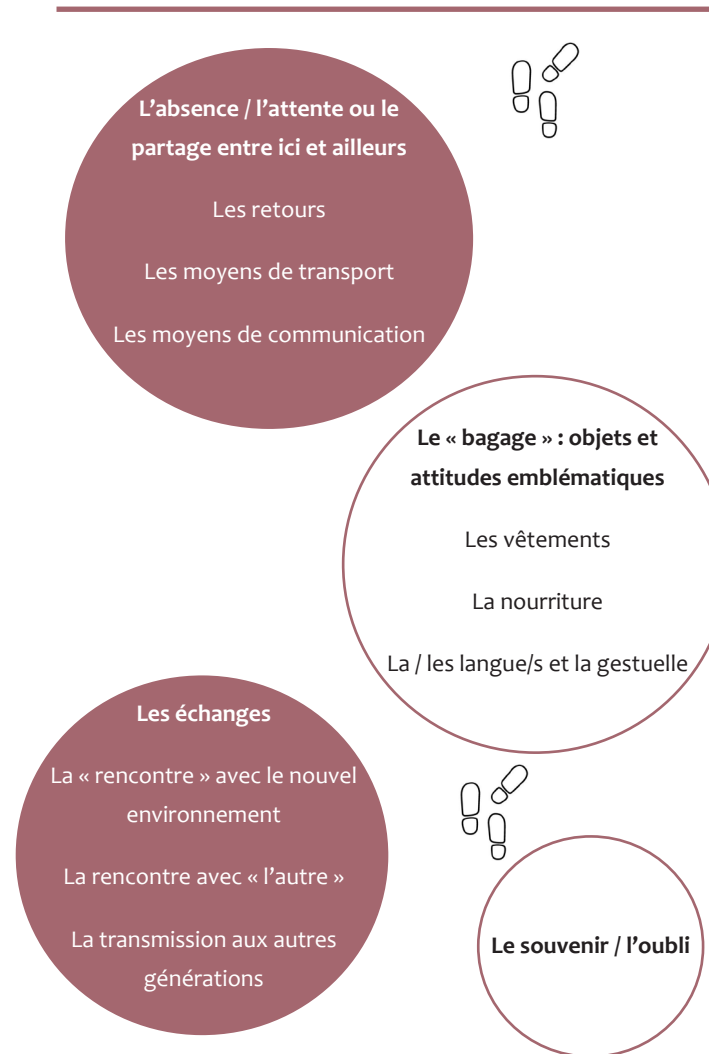 L’absence / l’attente ou le
partage entre ici et ailleurs
Les retours
Les moyens de transport
Les moyens de communication
Le « bagage » : objets et
attitudes emblématiques
Les vêtements
La nourriture
La / les langue/s et la gestuelle
Les échanges
La « rencontre » avec le nouvel
environnement
La rencontre avec « l’autre »
La transmission aux autres
générations
Le souvenir / l’oubli